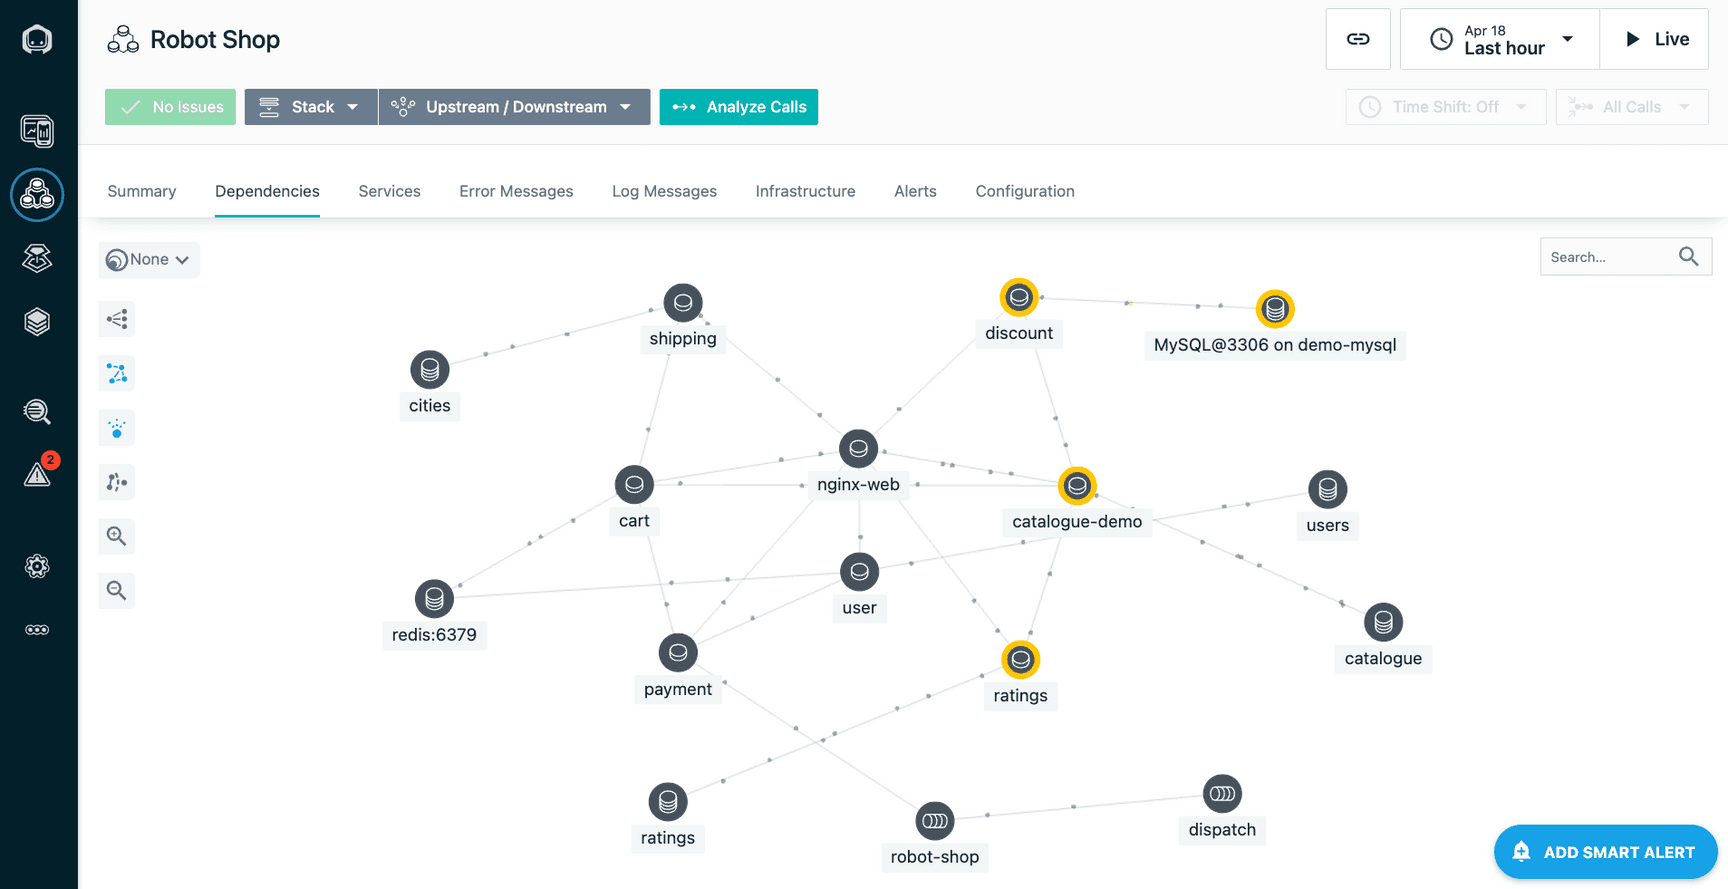 Robot Shop
Apr 18
Last hour
Live
No Issues
Stack
Upstream / Downstream
Analyze Calls
Time Shift: Off
All Calls
Summary
Dependencies
Services
Error Messages
Log Messages
Infrastructure
Alerts
Configuration
None
Search...
shipping
discount
MySQL@3306 on demo-mysql
cities
2
nginx-web
cart
catalogue-demo
users
user
redis:6379
catalogue
payment
ratings
ratings
dispatch
robot-shop
ADD SMART ALERT